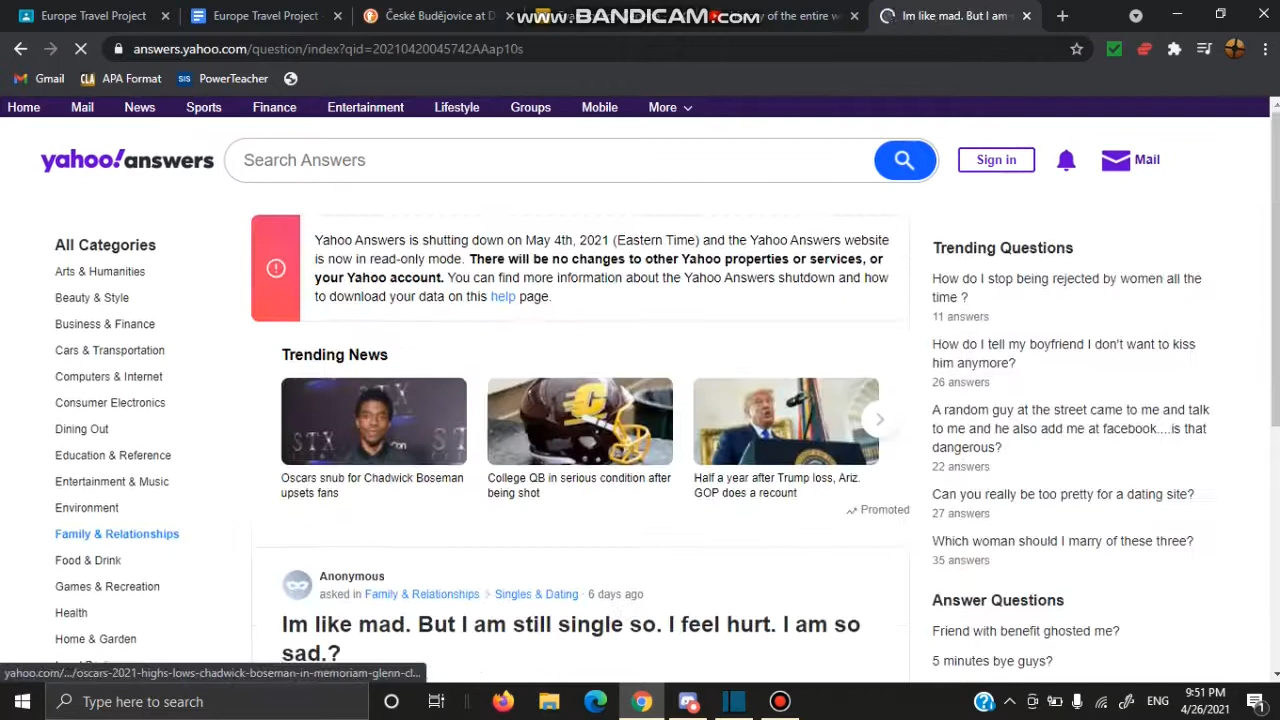 Europe Travel Project
Europe Travel Project
České Budějovice at D
www.BANDICAM.com
y of the entire w
Im like mad. But I am
answers.yahoo.com/question/index?qid=20210420045742AAap10s
Gmail
APA Format
SIS PowerTeacher
Home Mail News Sports Finance Entertainment Lifestyle Groups Mobile More
yahoo!answers
Search Answers
Sign in
Mail
All Categories
Arts & Humanities
Beauty & Style
Business & Finance
Cars & Transportation
Computers & Internet
Consumer Electronics
Dining Out
Education & Reference
Entertainment & Music
Environment
Family & Relationships
Food & Drink
Games & Recreation
Health
Home & Garden
Yahoo Answers is shutting down on May 4th, 2021 (Eastern Time) and the Yahoo Answers website
is now in read-only mode. There will be no changes to other Yahoo properties or services, or
your Yahoo account. You can find more information about the Yahoo Answers shutdown and how
to download your data on this help page.
Trending News
STX
Oscars snub for Chadwick Boseman
upsets fans
College QB in serious condition after
being shot
Half a year after Trump loss, Ariz.
GOP does a recount
Promoted
Anonymous
asked in Family & Relationships > Singles & Dating · 6 days ago
Im like mad. But I am still single so. I feel hurt. I am so
sad.?
Trending Questions
How do I stop being rejected by women all the
time ?
11 answers
How do I tell my boyfriend I don't want to kiss
him anymore?
26 answers
A random guy at the street came to me and talk
to me and he also add me at facebook....is that
dangerous?
22 answers
Can you really be too pretty for a dating site?
27 answers
Which woman should I marry of these three?
35 answers
Answer Questions
Friend with benefit ghosted me?
5 minutes bye guys?
yahoo.com/.../oscars-2021-highs-lows-chadwick-boseman-in-memoriam-glenn-cl...
Type here to search
ENG
9:51 PM
4/26/2021